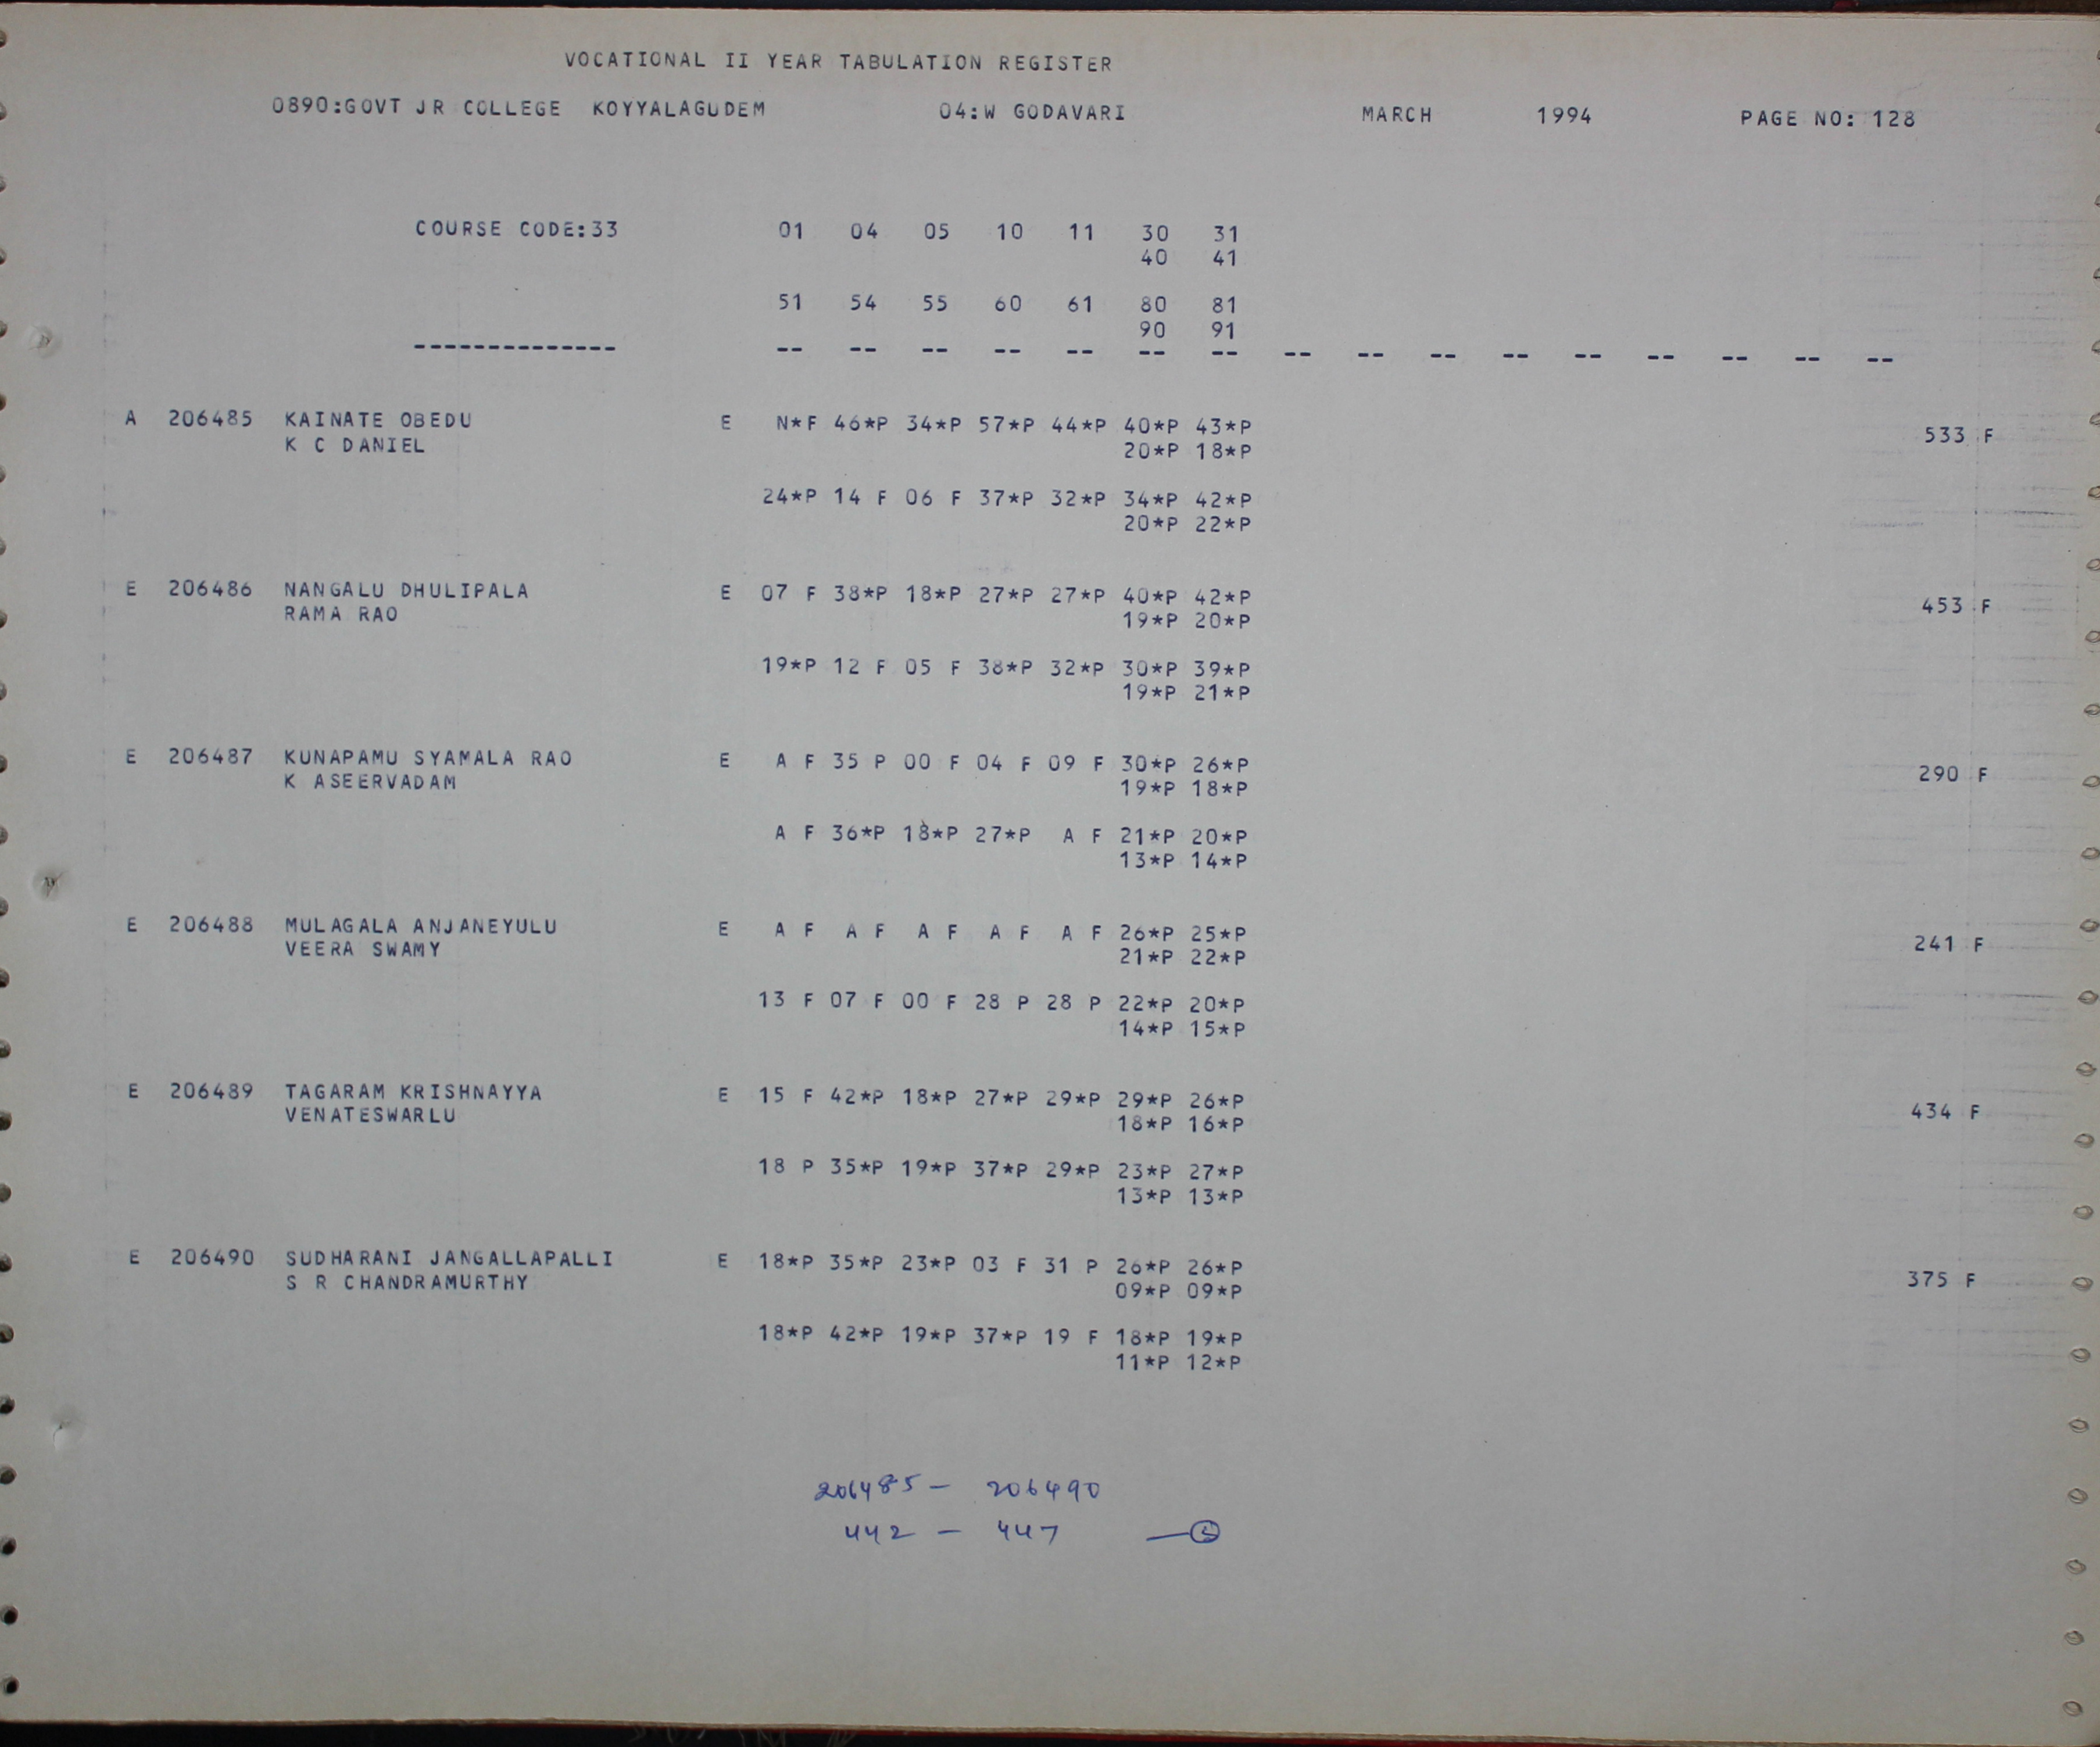 VOCATIONAL II YEAR TABULATION REGISTER
0890:GOVT JR COLLEGE KOYYALAGUDEM 04:W GODAVARI MARCH 1994 PAGE NO: 128
COURSE CODE:33 01 04 05 10 11 30 31
40 41
51 54 55 60 61 80 81
90 91
-------------- -- -- -- -- -- -- -- -- -- -- -- -- -- -- -- --
A 206485 KAINATE OBEDU E N*F 46*P 34*P 57*P 44*P 40*P 43*P 533 F
K C DANIEL 20*P 18*P
24*P 14 F 06 F 37*P 32*P 34*P 42*P
20*P 22*P
E 206486 NANGALU DHULIPALA E 07 F 38*P 18*P 27*P 27*P 40*P 42*P 453 F
RAMA RAO 19*P 20*P
19*P 12 F 05 F 38*P 32*P 30*P 39*P
19*P 21*P
E 206487 KUNAPAMU SYAMALA RAO E A F 35 P 00 F 04 F 09 F 30*P 26*P 290 F
K ASEERVADAM 19*P 18*P
A F 36*P 18*P 27*P A F 21*P 20*P
13*P 14*P
E 206488 MULAGALA ANJANEYULU E A F A F A F A F A F 26*P 25*P 241 F
VEERA SWAMY 21*P 22*P
13 F 07 F 00 F 28 P 28 P 22*P 20*P
14*P 15*P
E 206489 TAGARAM KRISHNAYYA E 15 F 42*P 18*P 27*P 29*P 29*P 26*P 434 F
VENATESWARLU 18*P 16*P
18 P 35*P 19*P 37*P 29*P 23*P 27*P
13*P 13*P
E 206490 SUDHARANI JANGALLAPALLI E 18*P 35*P 23*P 03 F 31 P 26*P 26*P 375 F
S R CHANDRAMURTHY 09*P 09*P
18*P 42*P 19*P 37*P 19 F 18*P 19*P
11*P 12*P
206485 - 206490
442 - 447 —